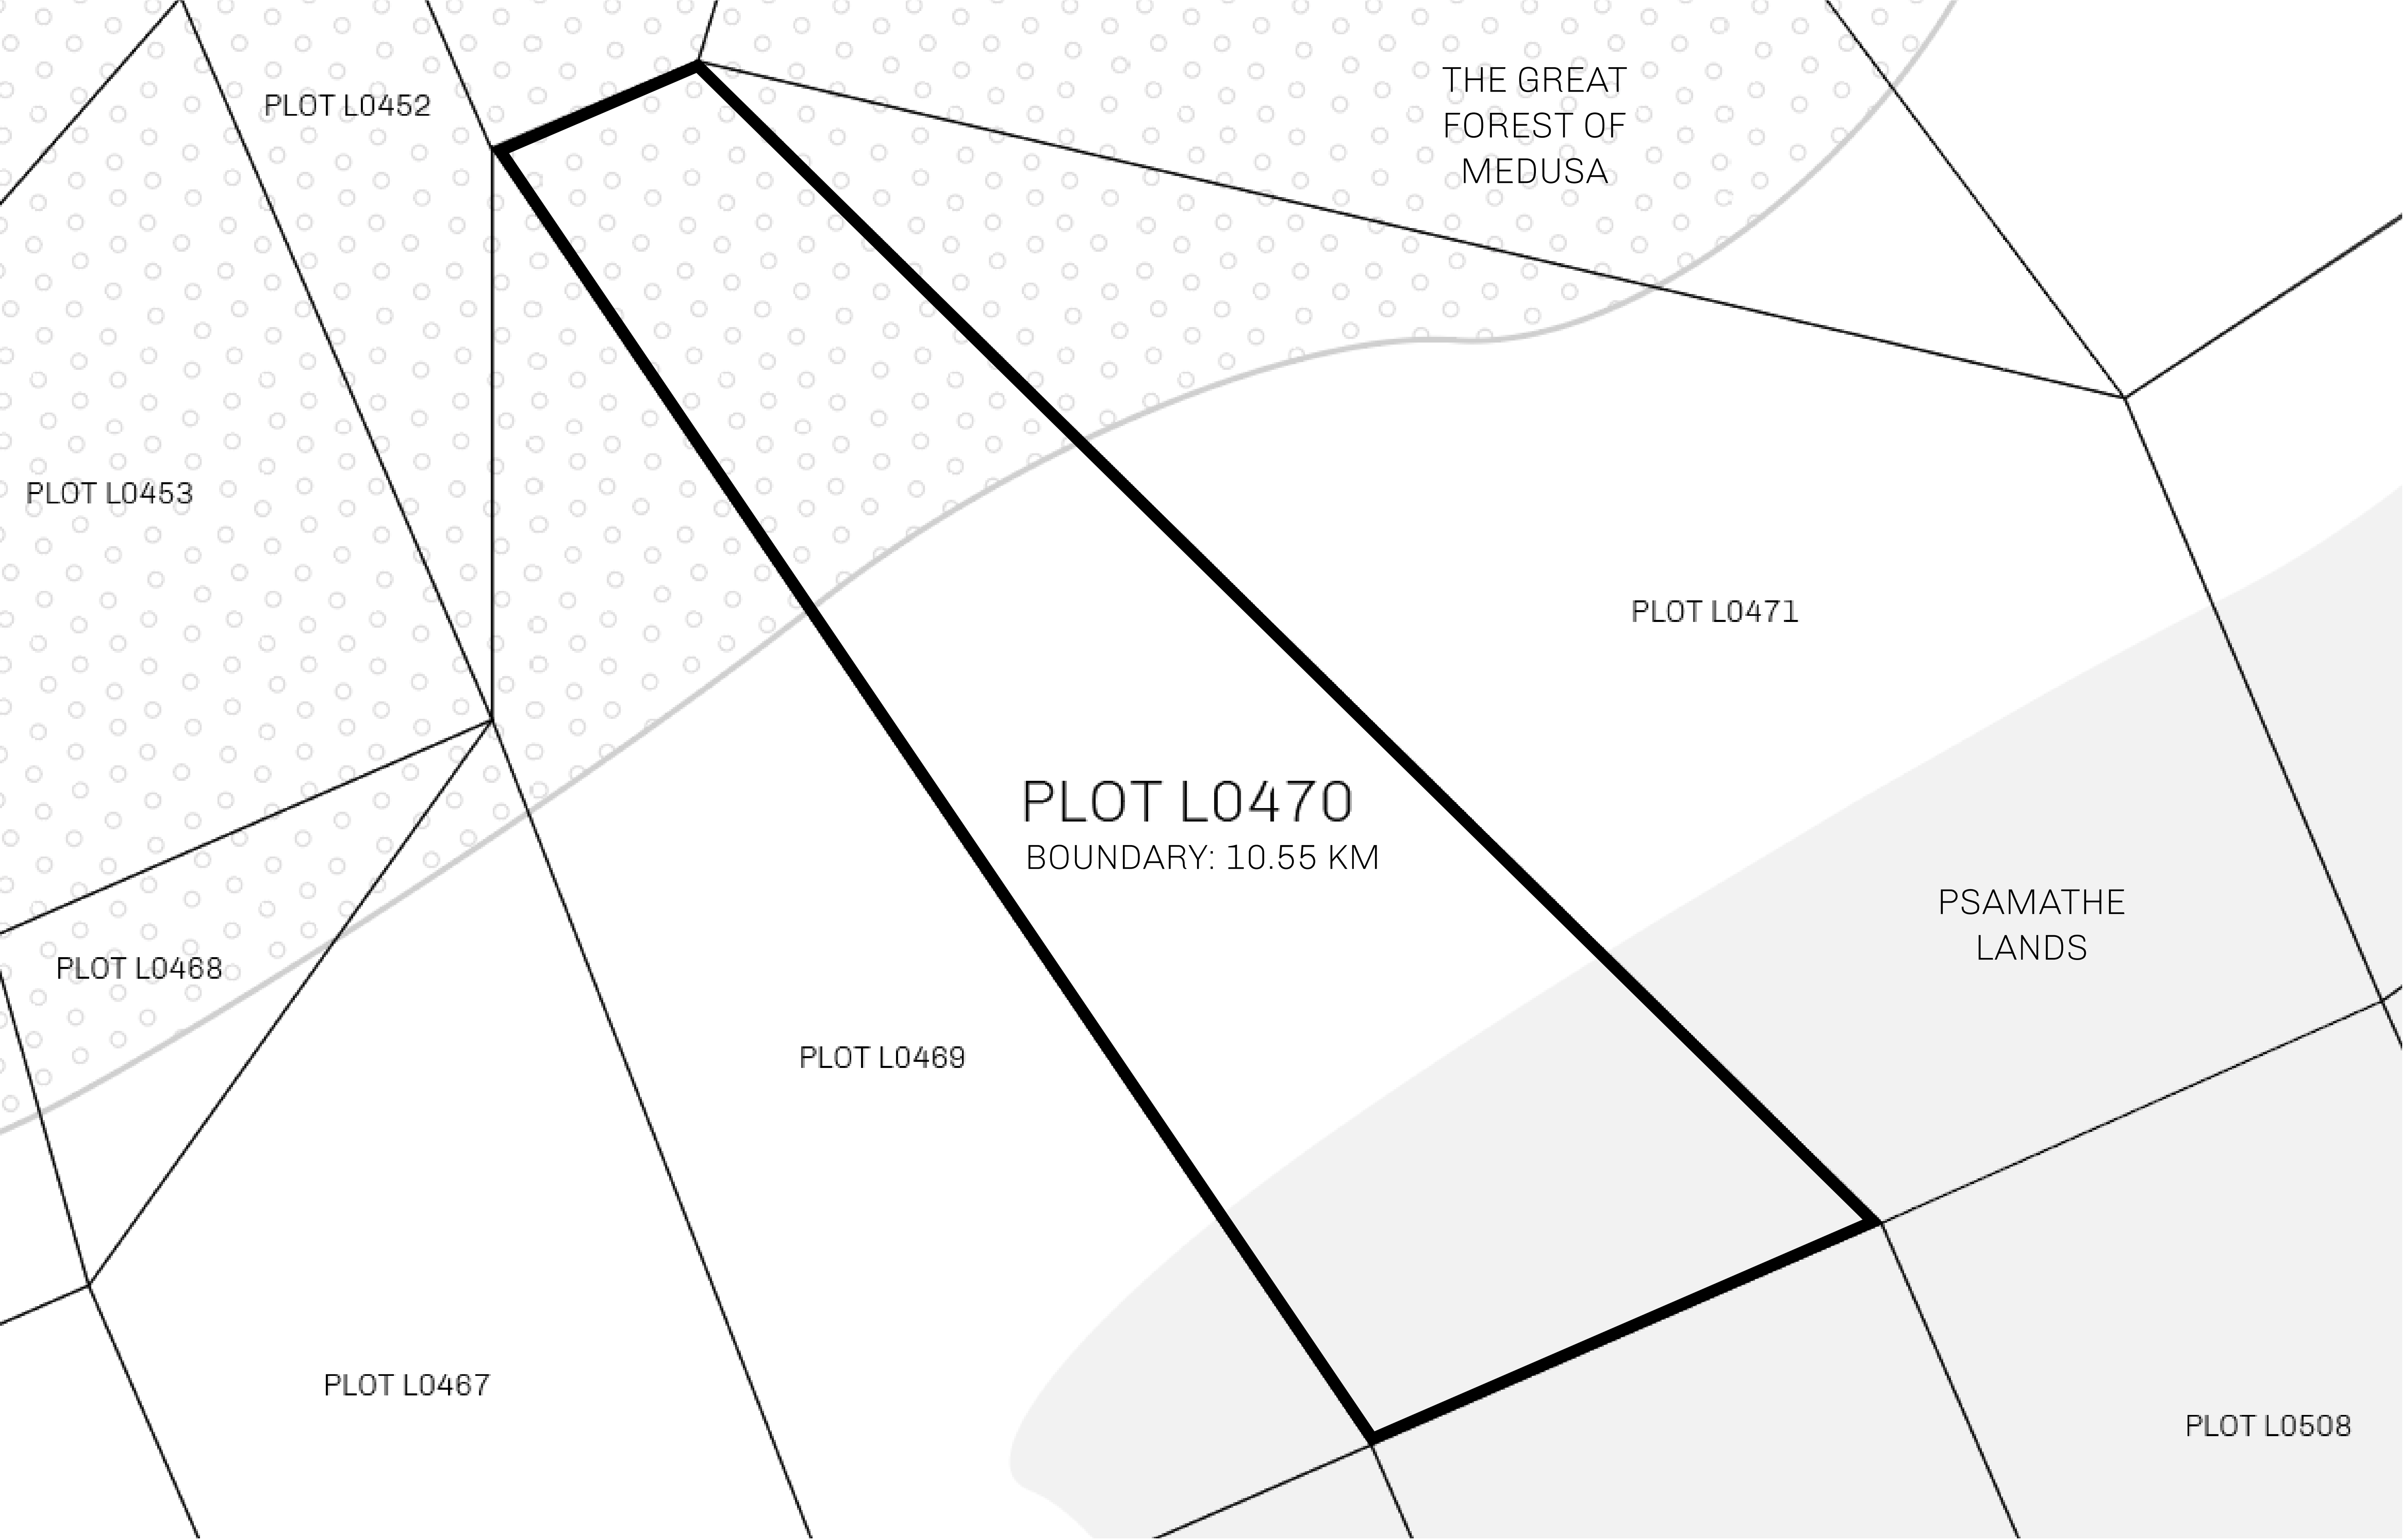 THE GREAT
FOREST OF
MEDUSA
PLOT L0452
PLOT L0453
PLOT L0471
PLOT L0470
BOUNDARY: 10.55 KM
PSAMATHE
LANDS
PLOT L0468
PLOT L0469
PLOT L0467
PLOT L0508